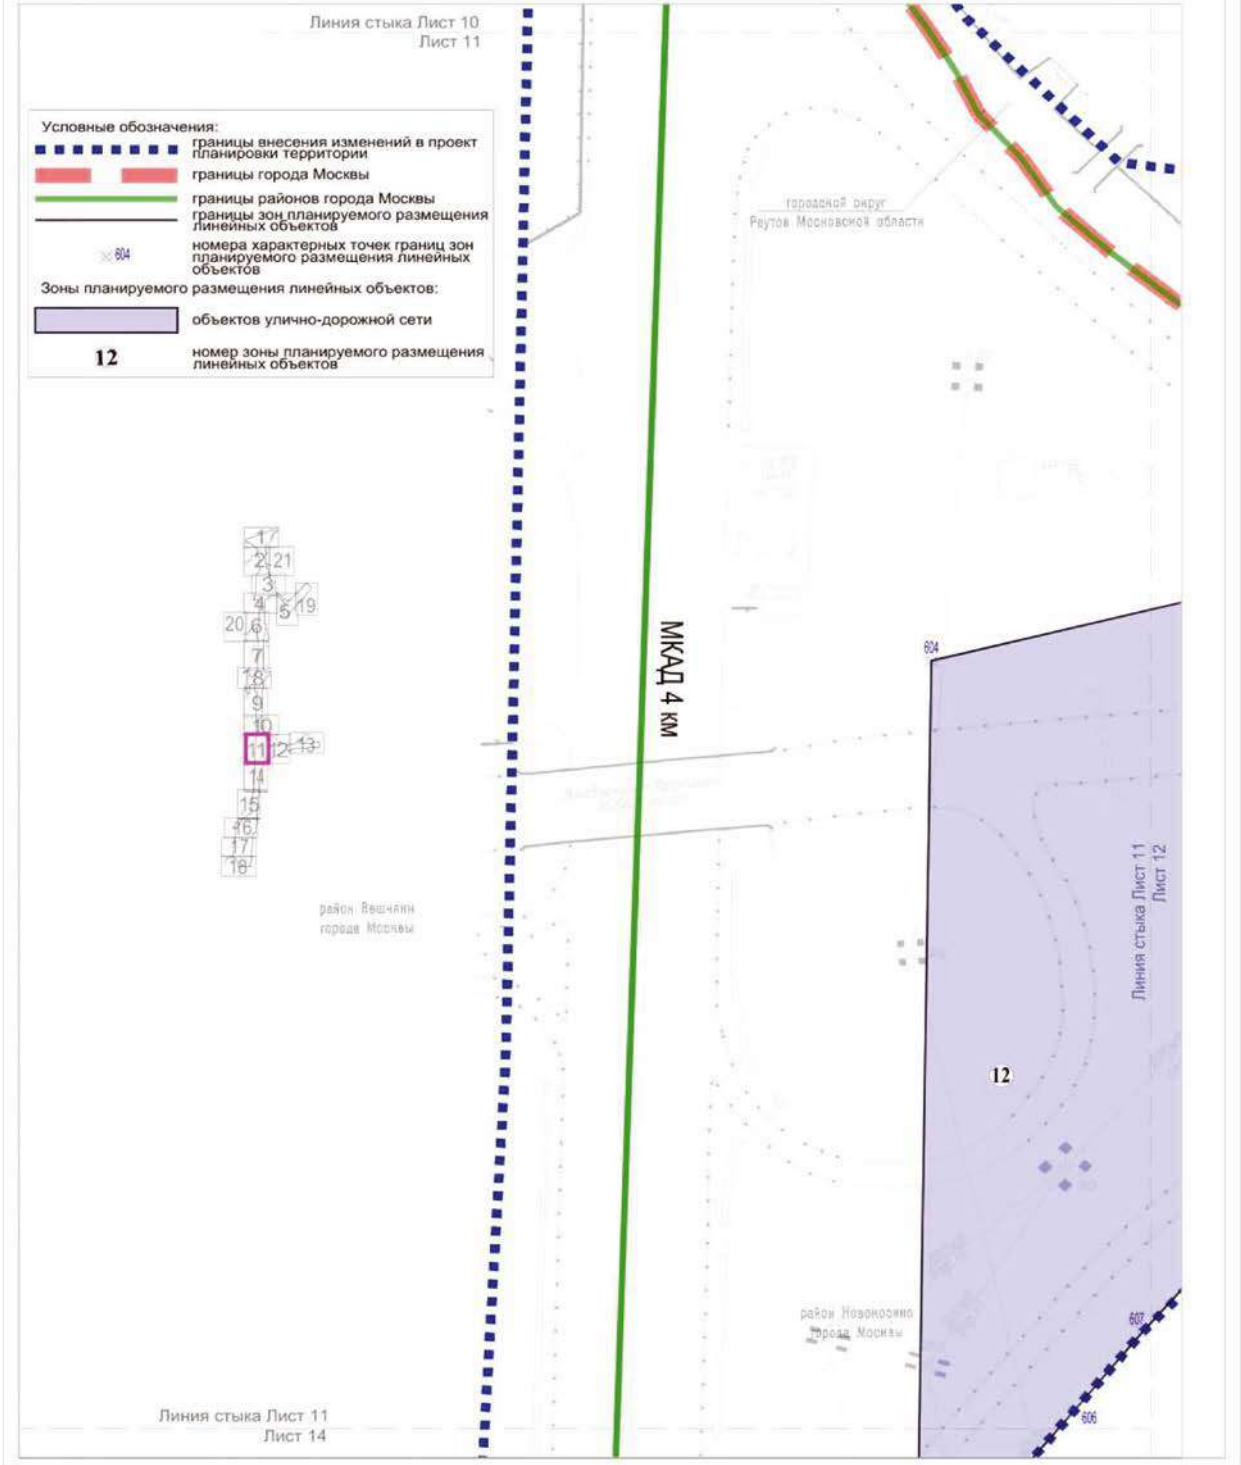 Линия стыка Лист 10
Лист 11
Условные обозначения:
границы внесения изменений в проект
планировки территории
границы города Москвы
границы районов города Москвы
границы зон планируемого размещения
линейных объектов
604
номера характерных точек границ зон
планируемого размещения линейных
объектов
Зоны планируемого размещения линейных объектов:
объектов улично-дорожной сети
12
номер зоны планируемого размещения
линейных объектов
городской округ
Реутов Московской области
1
2 21
3
4 5 19
20 6
7
8
9
10
11 12 13
14
15
16
17
18
МКАД 4 км
604
район Вешняки
города Москвы
Линия стыка Лист 11
Лист 12
12
район Новокосино
города Москвы
607
606
Линия стыка Лист 11
Лист 14